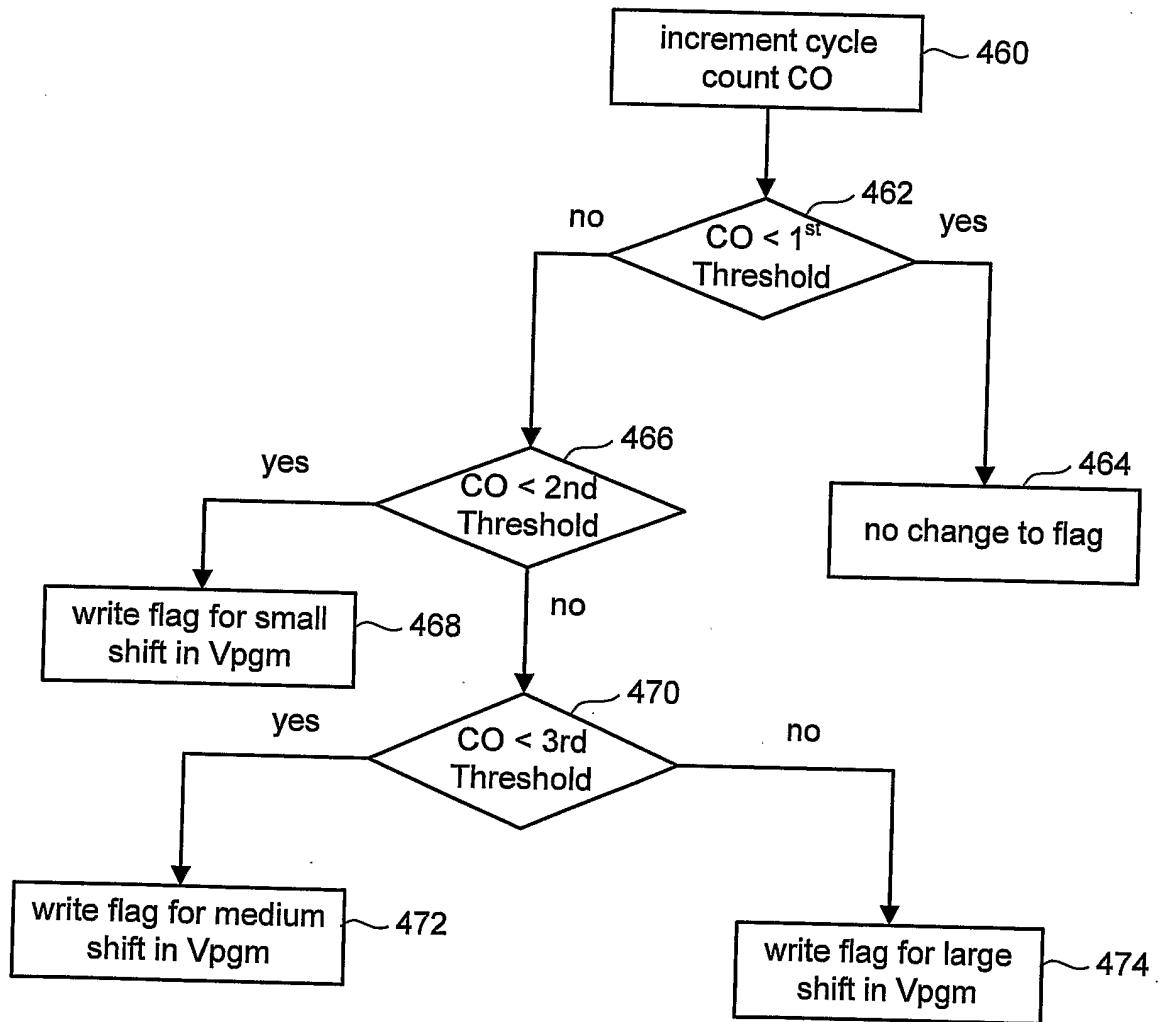 increment cycle
count CO
460
462
no
yes
CO < 1st
Threshold
466
464
yes
CO < 2nd
Threshold
no change to flag
no
write flag for small
shift in Vpgm
468
470
yes
no
CO < 3rd
Threshold
write flag for medium
shift in Vpgm
472
write flag for large
shift in Vpgm
474